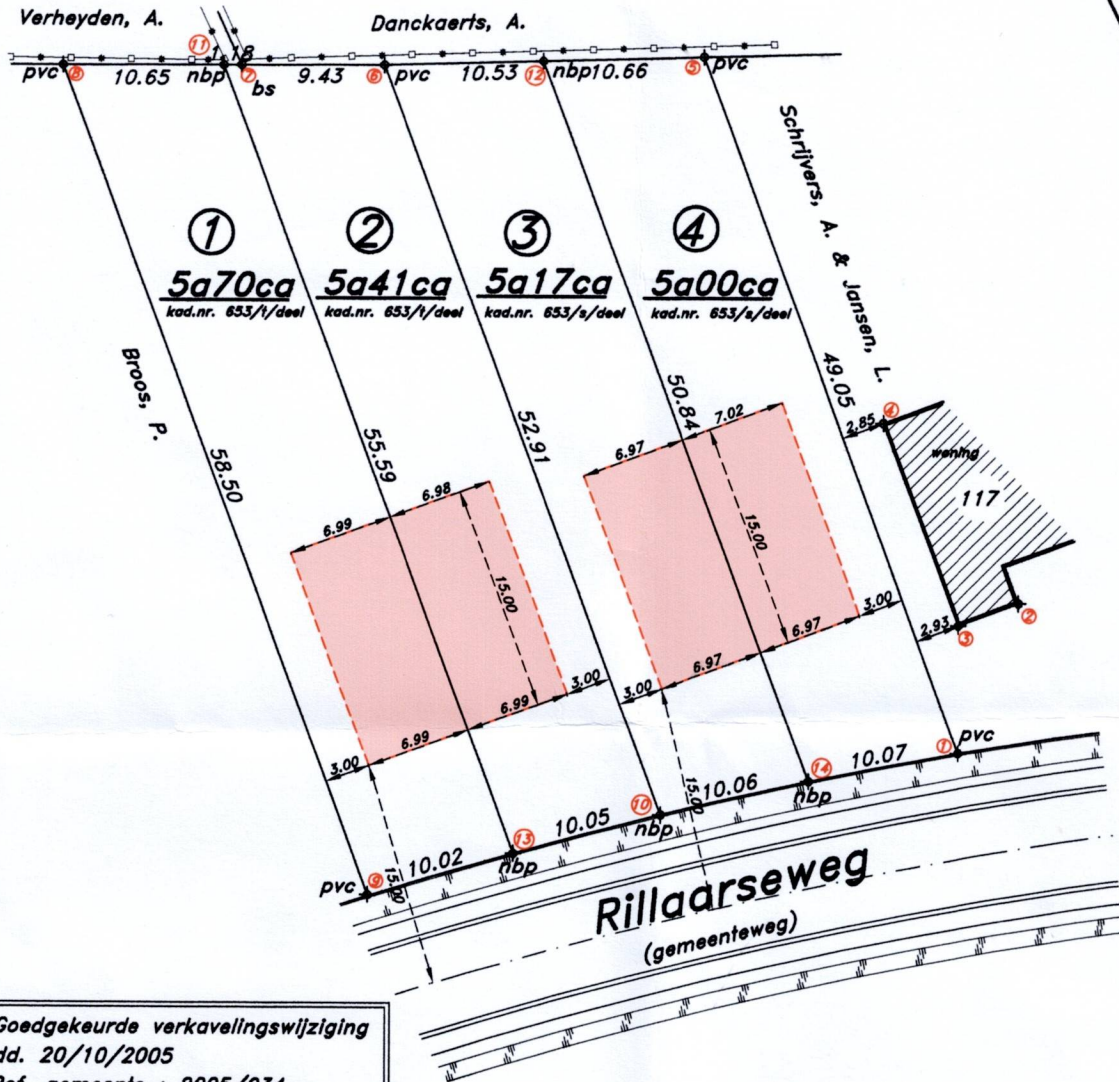 Verheyden, A.
Danckaerts, A.
11
1.18
pvc 8 10.65 nbp 7 bs 9.43 6 pvc 10.53 12 nbp 10.66 5 pvc
Schrijvers, A. & Jansen, L.
1 2 3 4
5a70ca 5a41ca 5a17ca 5a00ca
kad.nr. 653/t/deel kad.nr. 653/t/deel kad.nr. 653/s/deel kad.nr. 653/s/deel
Broos, P.
58.50
55.59
52.91
50.84
49.05
2.85 4
woning
117
6.97 7.02
6.99 6.98
15.00
15.00
3.00
2
2.93 3
6.97 6.97
3.00
3.00
6.99 6.99
3.00
pvc
1
10.07
14
nbp
10.06
15.00
10
nbp
10.05
13
nbp
10.02
pvc 9
15.00
Rillaarseweg
(gemeenteweg)
Goedgekeurde verkavelingswijziging
dd. 20/10/2005